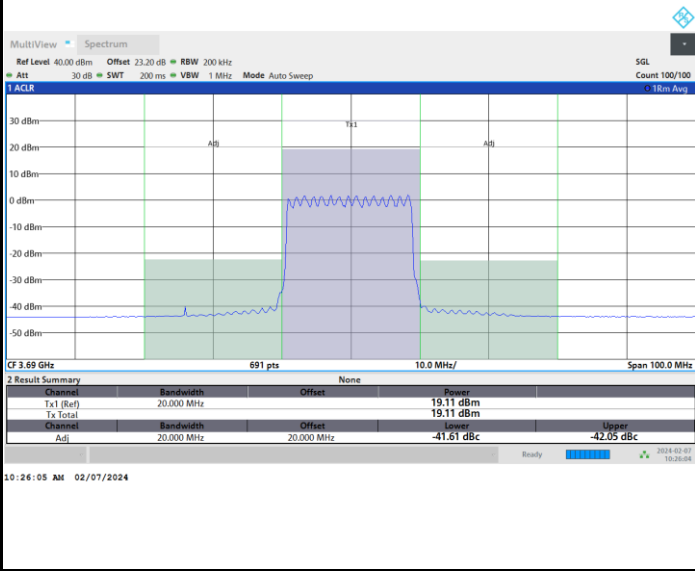 MultiView Spectrum
Ref Level 40.00 dBm Offset 23.20 dB RBW 200 kHz SGL
Att 30 dB SWT 200 ms VBW 1 MHz Mode Auto Sweep Count 100/100
1 ACLR 1Rm Avg
30 dBm
Tx1
20 dBm
Adj Adj
10 dBm
0 dBm
-10 dBm
-20 dBm
-30 dBm
-40 dBm
-50 dBm
CF 3.69 GHz 691 pts 10.0 MHz/ Span 100.0 MHz
2 Result Summary None
Channel Bandwidth Offset Power
Tx1 (Ref) 20.000 MHz 19.11 dBm
Tx Total 19.11 dBm
Channel Bandwidth Offset Lower Upper
Adj 20.000 MHz 20.000 MHz -41.61 dBc -42.05 dBc
Ready 2024-02-07
10:26:04
10:26:05 AM 02/07/2024